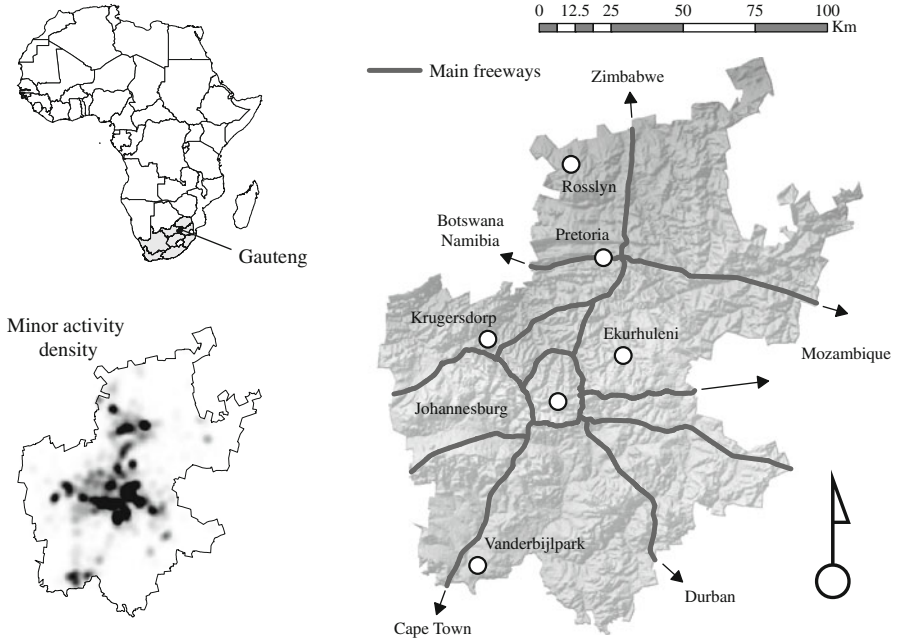 0 12.5 25 50 75 100
Km
Main freeways
Zimbabwe
Rosslyn
Botswana
Namibia
Pretoria
Gauteng
Krugersdorp
Ekurhuleni
Minor activity
density
Mozambique
Johannesburg
Vanderbijlpark
Durban
Cape Town